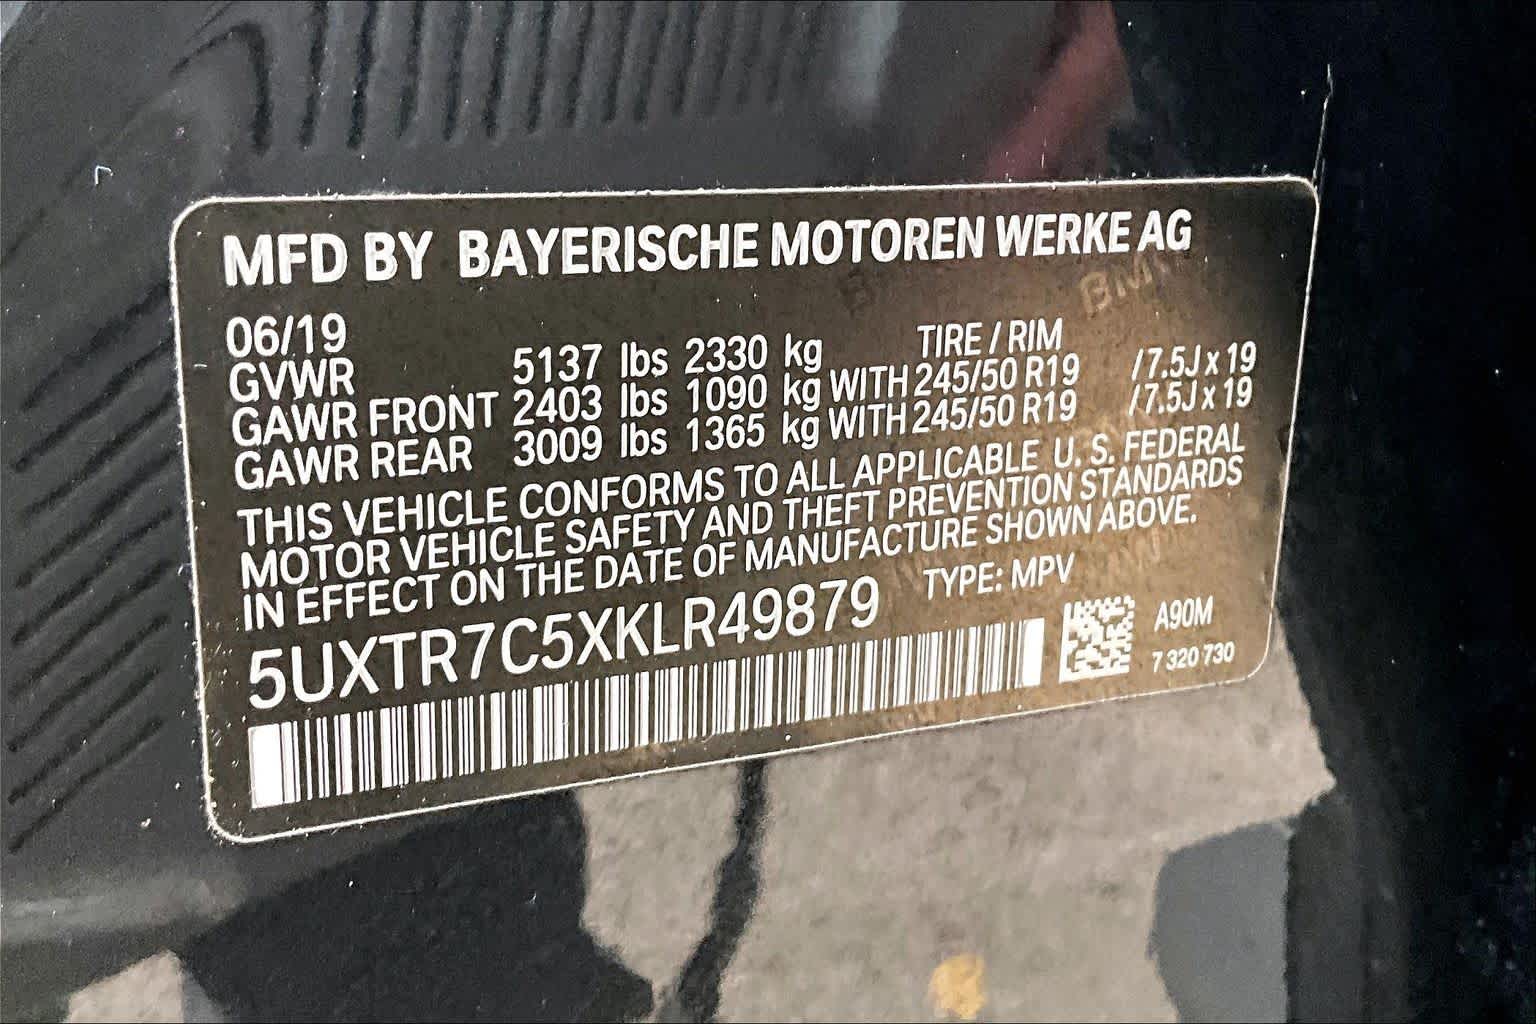 MFD BY BAYERISCHE MOTOREN WERKE AG
06/19 TIRE / RIM
GVWR 5137 lbs 2330 kg
GAWR FRONT 2403 lbs 1090 kg WITH 245/50 R19 /7.5J x 19
GAWR REAR 3009 lbs 1365 kg WITH 245/50 R19 /7.5J x 19
THIS VEHICLE CONFORMS TO ALL APPLICABLE U. S. FEDERAL
MOTOR VEHICLE SAFETY AND THEFT PREVENTION STANDARDS
IN EFFECT ON THE DATE OF MANUFACTURE SHOWN ABOVE.
5UXTR7C5XKLR49879 TYPE: MPV
A90M
7 320 730
BMW